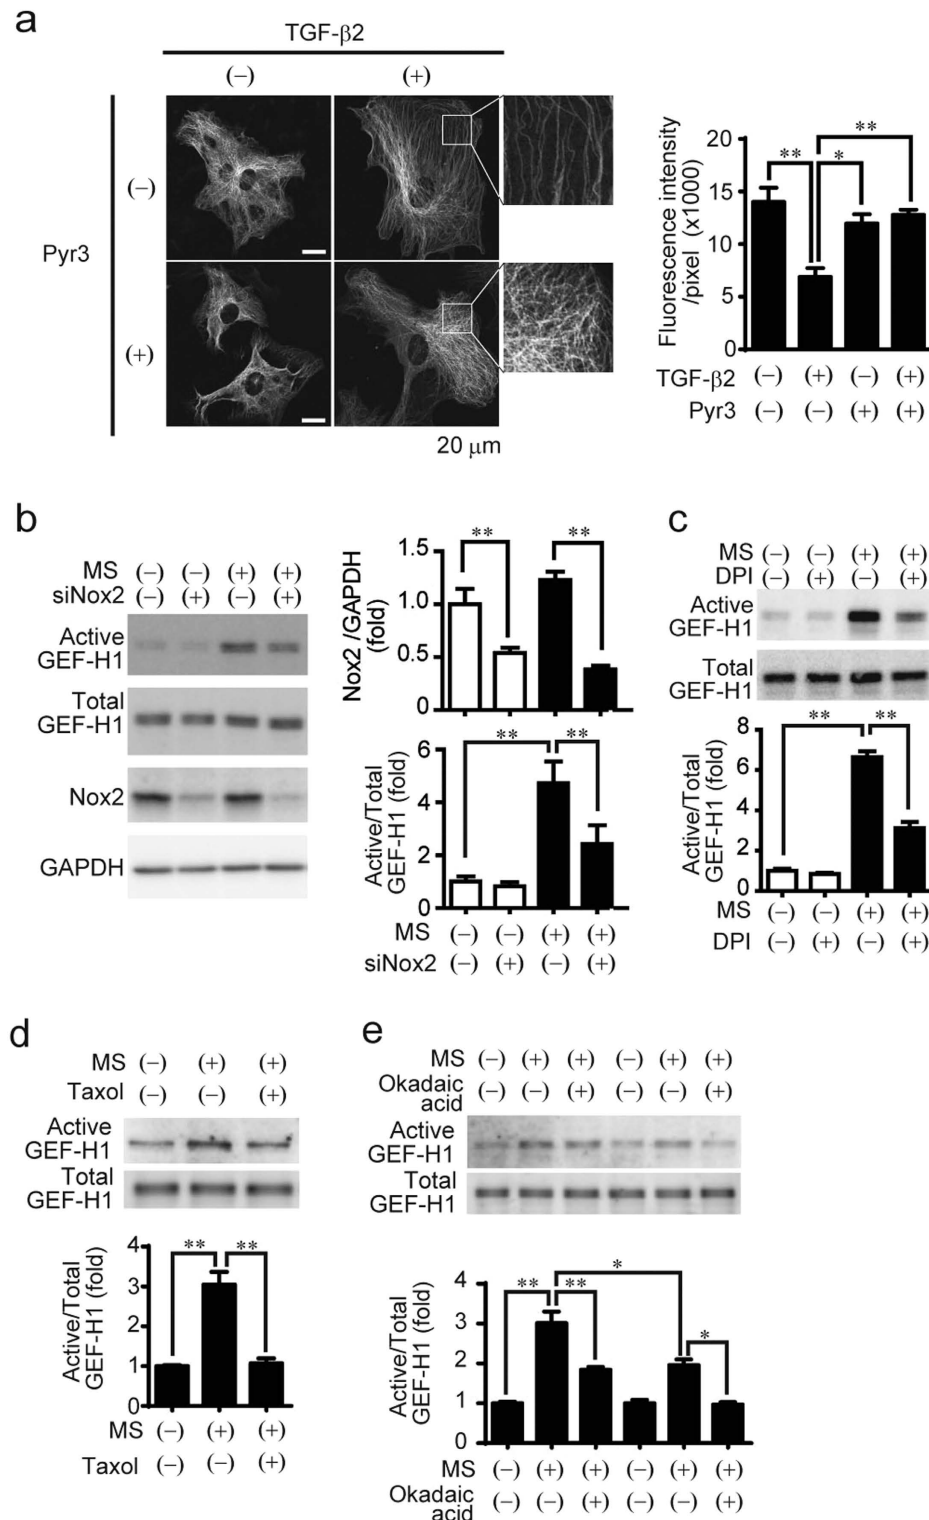 a
TGF-β2
(−) (+)
Pyr3
(−)
(+)
20 μm
Fluorescence intensity
/pixel (x1000)
20
15
10
5
0
** * **
TGF-β2 (−) (+) (−) (+)
Pyr3 (−) (−) (+) (+)
b
MS (−) (−) (+) (+)
siNox2 (−) (+) (−) (+)
Active
GEF-H1
Total
GEF-H1
Nox2
GAPDH
Nox2 /GAPDH
(fold)
1.5
1.0
0.5
0
** **
Active/Total
GEF-H1 (fold)
6
4
2
0
** **
MS (−) (−) (+) (+)
siNox2 (−) (+) (−) (+)
c
MS (−) (−) (+) (+)
DPI (−) (+) (−) (+)
Active
GEF-H1
Total
GEF-H1
Active/Total
GEF-H1 (fold)
8
6
4
2
0
** **
MS (−) (−) (+) (+)
DPI (−) (+) (−) (+)
d
MS (−) (+) (+)
Taxol (−) (−) (+)
Active
GEF-H1
Total
GEF-H1
Active/Total
GEF-H1 (fold)
4
3
2
1
0
** **
MS (−) (+) (+)
Taxol (−) (−) (+)
e
MS (−) (+) (+) (−) (+) (+)
Okadaic
acid (−) (−) (+) (−) (−) (+)
Active
GEF-H1
Total
GEF-H1
Active/Total
GEF-H1 (fold)
4
3
2
1
0
** ** * *
MS (−) (+) (+) (−) (+) (+)
Okadaic
acid (−) (−) (+) (−) (−) (+)